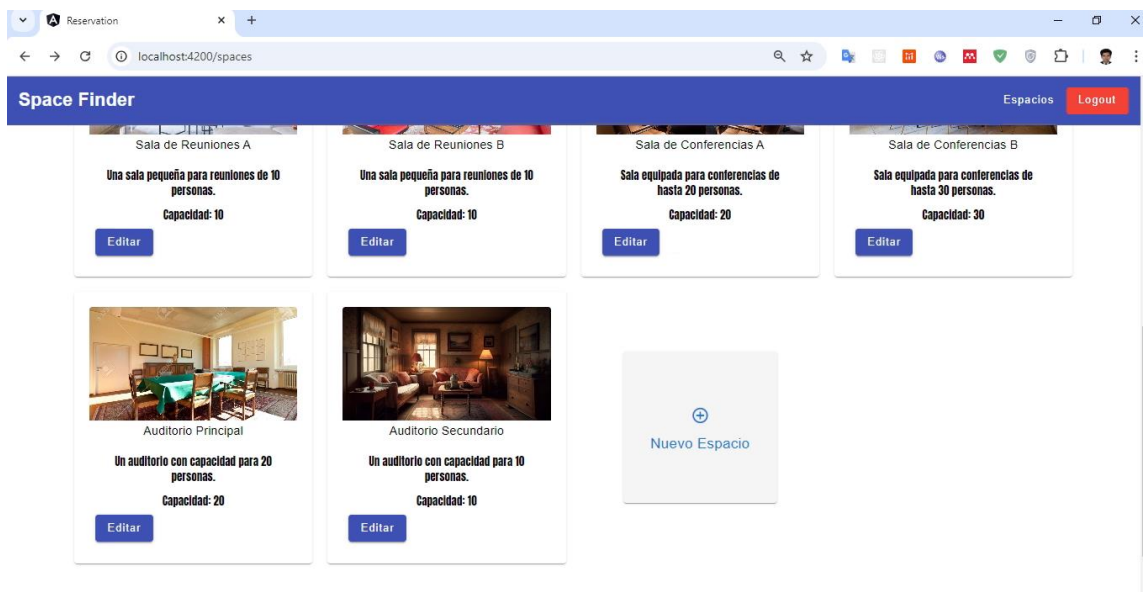 Reservation
localhost:4200/spaces
Space Finder
Espacios
Logout
Sala de Reuniones A
Una sala pequeña para reuniones de 10
personas.
Capacidad: 10
Editar
Sala de Reuniones B
Una sala pequeña para reuniones de 10
personas.
Capacidad: 10
Editar
Sala de Conferencias A
Sala equipada para conferencias de
hasta 20 personas.
Capacidad: 20
Editar
Sala de Conferencias B
Sala equipada para conferencias de
hasta 30 personas.
Capacidad: 30
Editar
Auditorio Principal
Un auditorio con capacidad para 20
personas.
Capacidad: 20
Editar
Auditorio Secundario
Un auditorio con capacidad para 10
personas.
Capacidad: 10
Editar
Nuevo Espacio